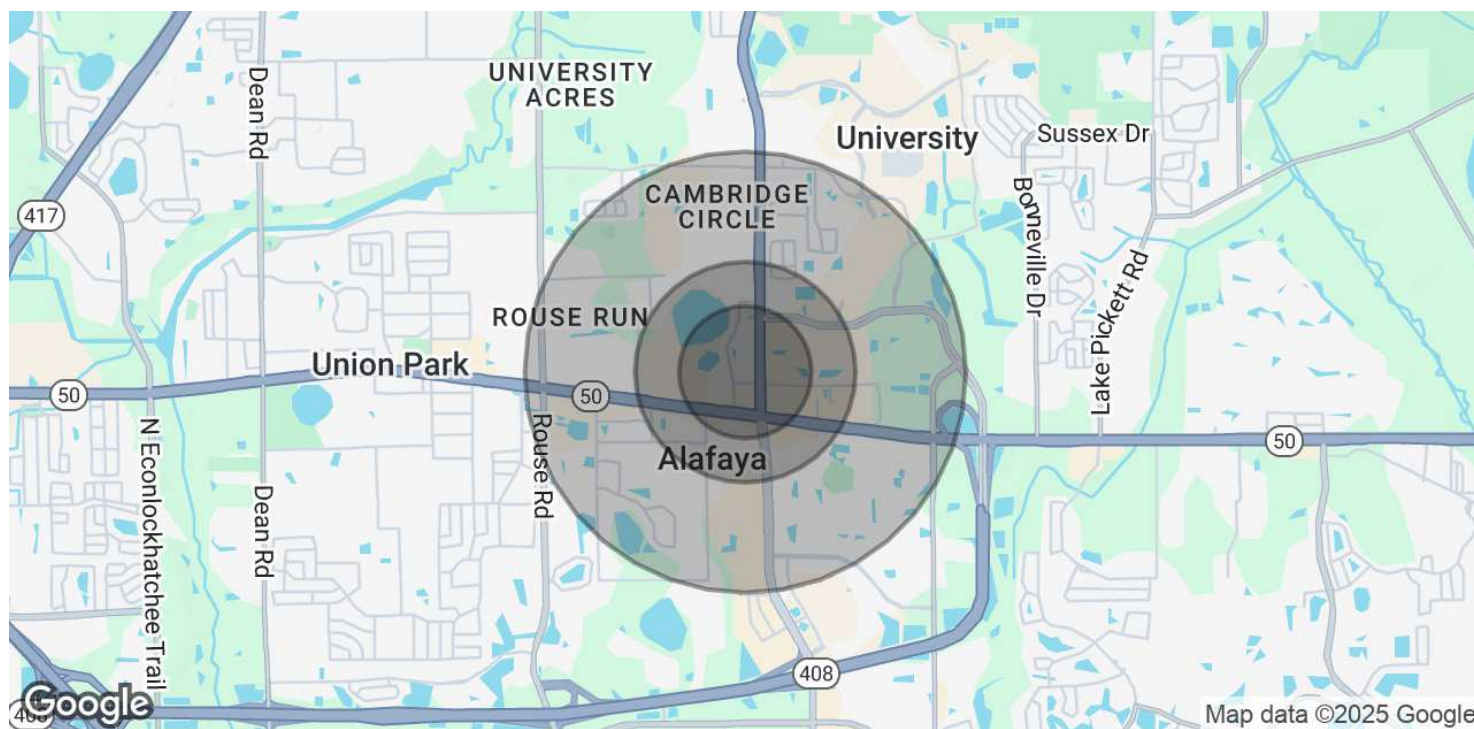 UNIVERSITY
ACRES
Dean Rd
University
Sussex Dr
CAMBRIDGE
CIRCLE
Bonneville Dr
417
Lake Pickett Rd
ROUSE RUN
Union Park
50
50
50
N Econlockhatchee Trail
Rouse Rd
Alafaya
Dean Rd
408
408
Google
Map data ©2025 Google